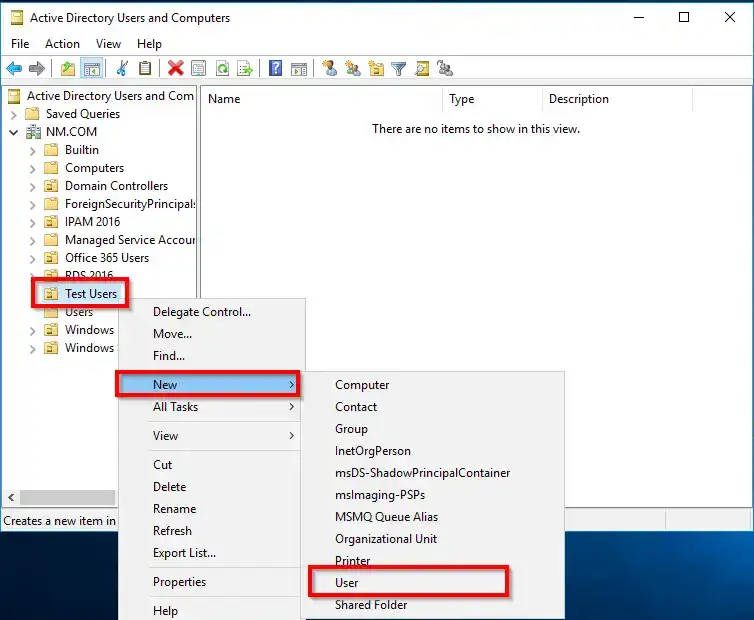 Active Directory Users and Computers
File Action View Help
Active Directory Users and Com
Saved Queries
NM.COM
Builtin
Computers
Domain Controllers
ForeignSecurityPrincipals
IPAM 2016
Managed Service Accour
Office 365 Users
RDS 2016
Test Users
Users
Windows
Windows
Name Type Description
There are no items to show in this view.
Delegate Control...
Move...
Find...
New
All Tasks
View
Cut
Delete
Rename
Refresh
Export List...
Properties
Help
Computer
Contact
Group
InetOrgPerson
msDS-ShadowPrincipalContainer
msImaging-PSPs
MSMQ Queue Alias
Organizational Unit
Printer
User
Shared Folder
Creates a new item in